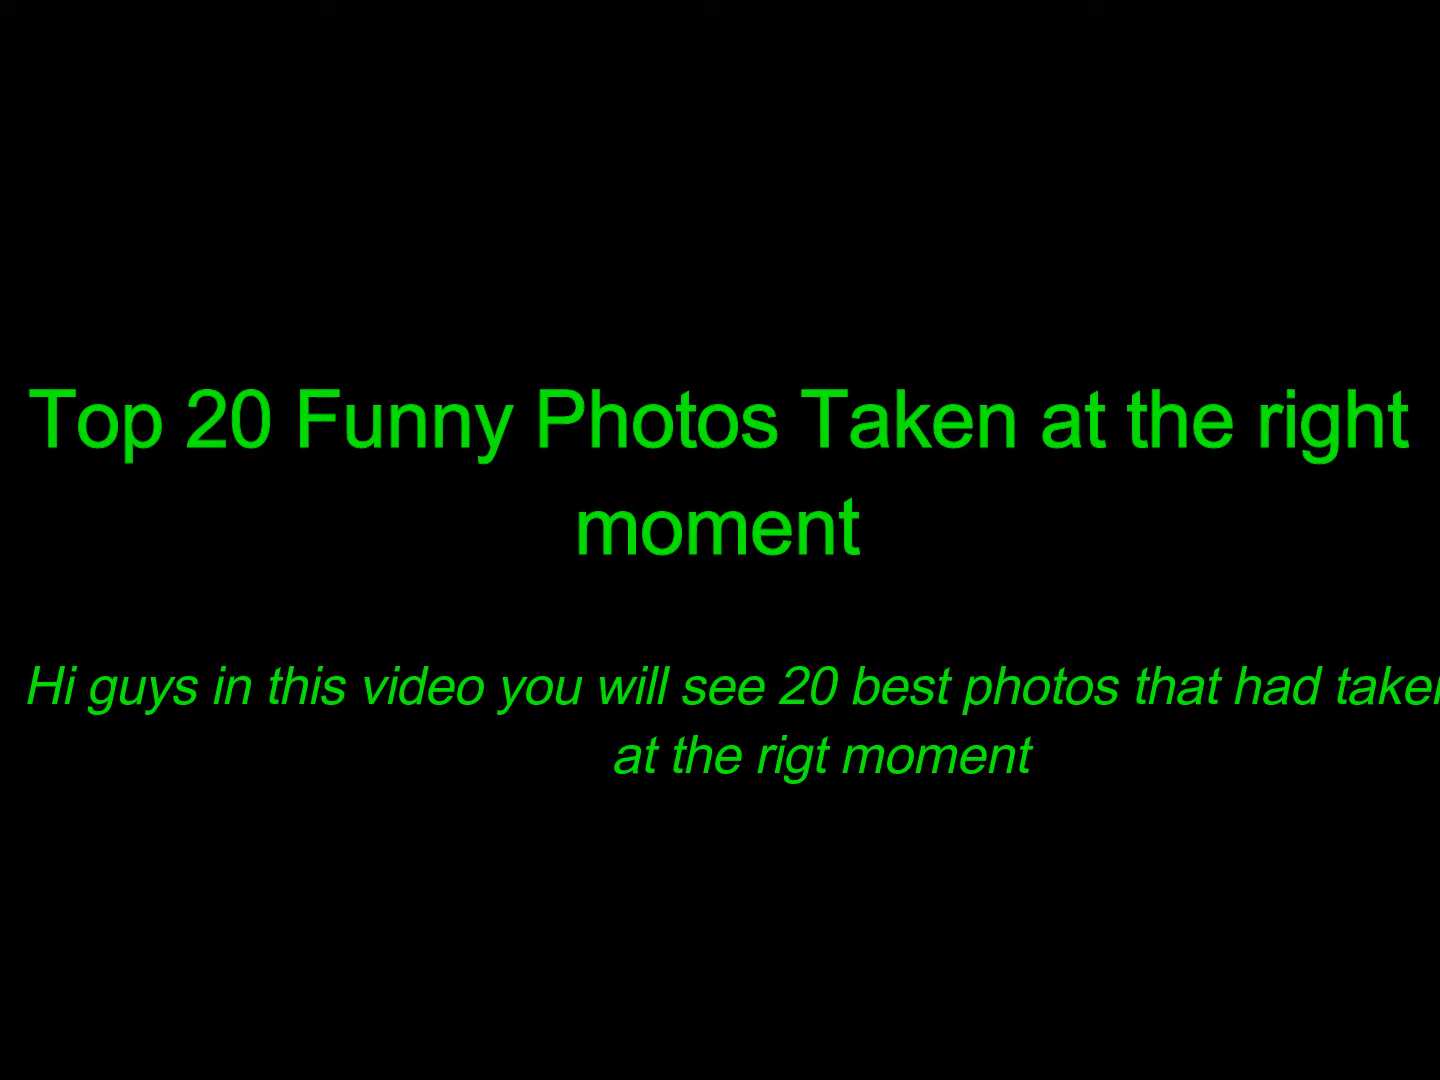 Top 20 Funny Photos Taken at the right
moment
Hi guys in this video you will see 20 best photos that had taken
at the rigt moment